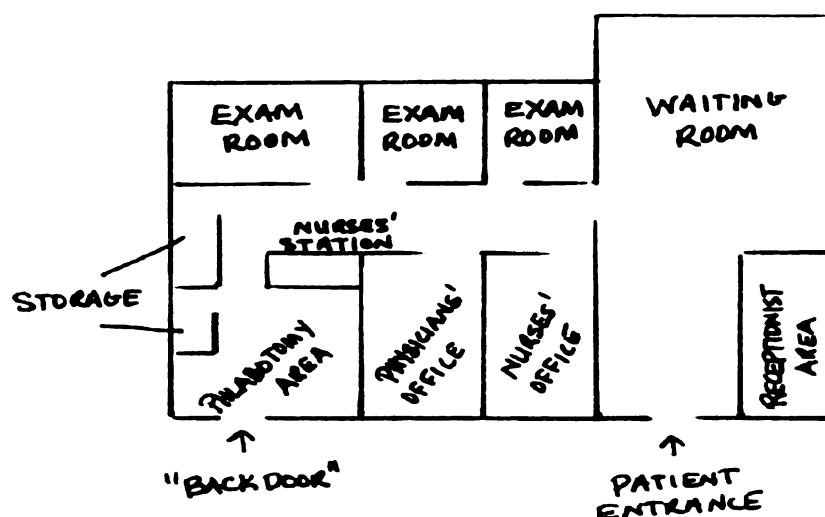 EXAM
ROOM
EXAM
ROOM
EXAM
ROOM
WAITING
ROOM
NURSES'
STATION
STORAGE
PHLABOTOMY
AREA
PHYSICIANS'
OFFICE
NURSES'
OFFICE
RECEPTIONIST
AREA
"BACK DOOR"
PATIENT
ENTRANCE